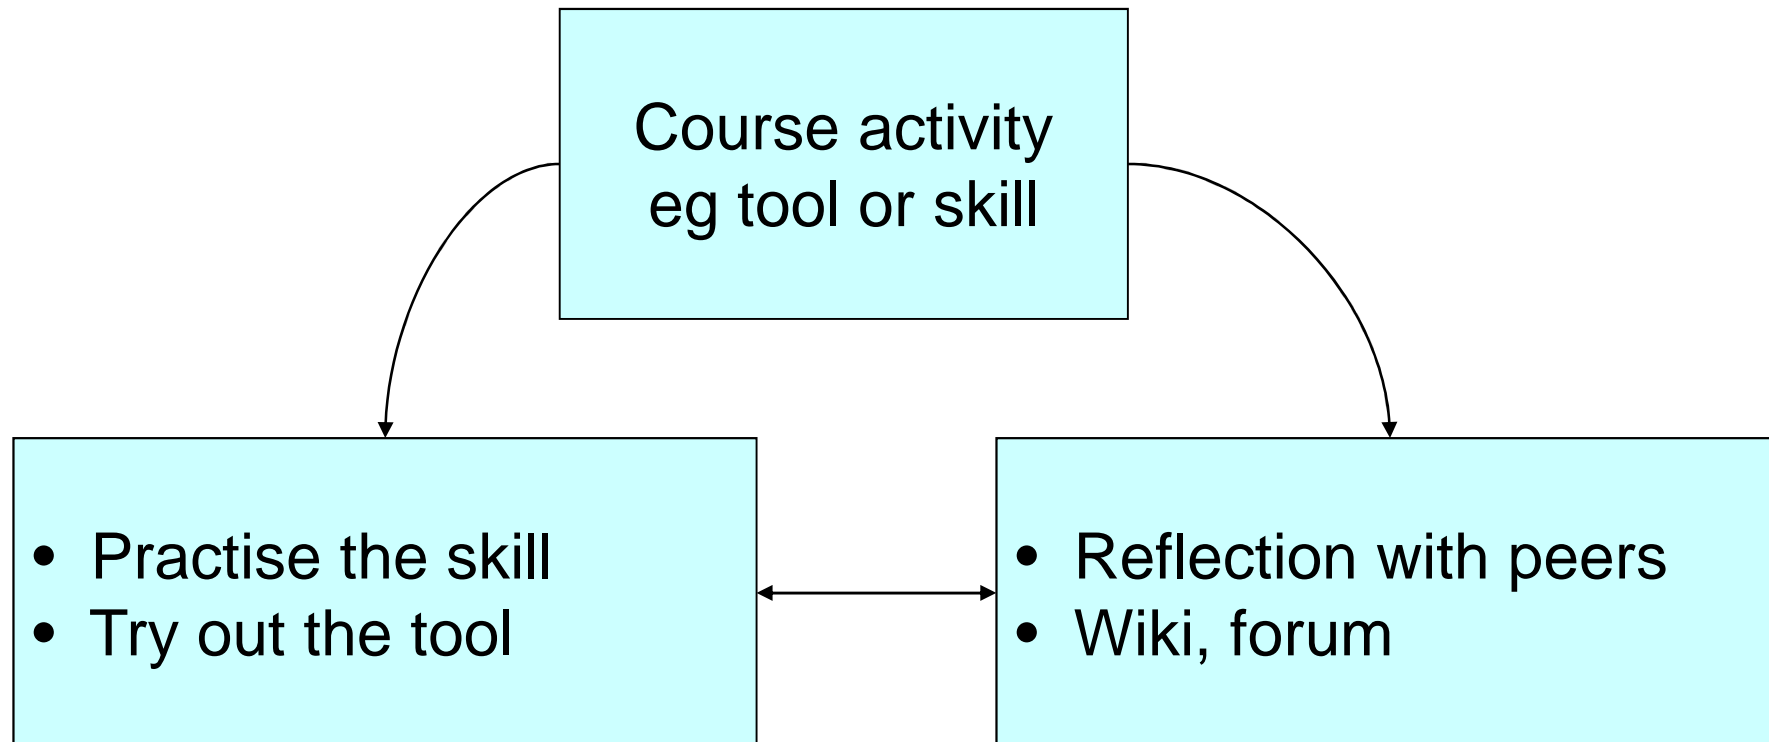 Course activity
eg tool or skill
• Practise the skill
• Try out the tool
• Reflection with peers
• Wiki, forum